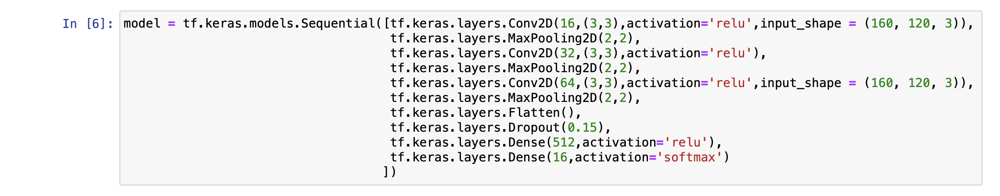 In [6]: model = tf.keras.models.Sequential([tf.keras.layers.Conv2D(16,(3,3),activation='relu',input_shape = (160, 120, 3)),
tf.keras.layers.MaxPooling2D(2,2),
tf.keras.layers.Conv2D(32,(3,3),activation='relu'),
tf.keras.layers.MaxPooling2D(2,2),
tf.keras.layers.Conv2D(64,(3,3),activation='relu',input_shape = (160, 120, 3)),
tf.keras.layers.MaxPooling2D(2,2),
tf.keras.layers.Flatten(),
tf.keras.layers.Dropout(0.15),
tf.keras.layers.Dense(512,activation='relu'),
tf.keras.layers.Dense(16,activation='softmax')
])